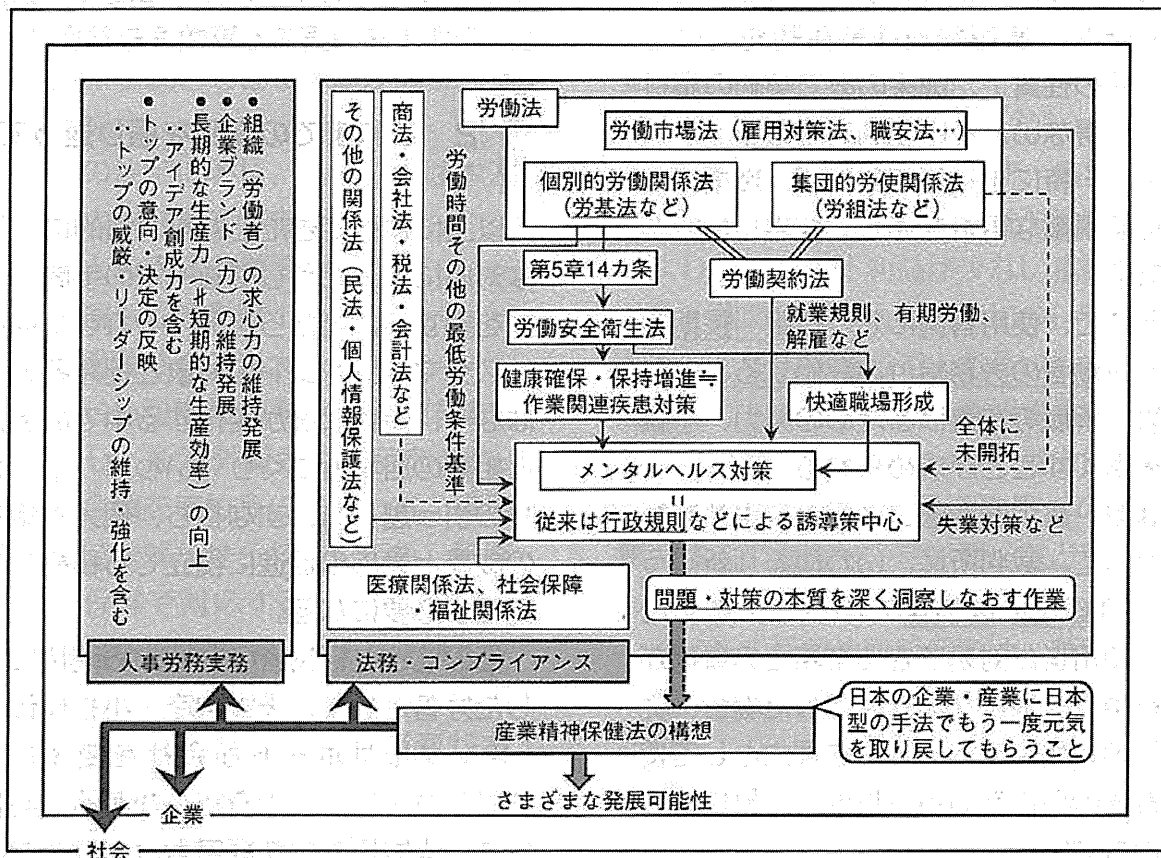 ・組織（労働者）の求心力の維持発展
・企業ブランド（力）の維持発展
・長期的な生産力（≠短期的な生産効率）の向上
‥アイデア創成力を含む
・トップの意向・決定の反映
‥トップの威厳・リーダーシップの維持・強化を含む
人事労務実務
その他の関係法（民法・個人情報保護法など）
商法・会社法・税法・会計法など
労働時間その他の最低労働条件基準
労働法
労働市場法（雇用対策法、職安法…）
個別的労働関係法
（労基法など）
集団的労使関係法
（労組法など）
第5章14カ条
労働契約法
労働安全衛生法
就業規則、有期労働、
解雇など
健康確保・保持増進≒
作業関連疾患対策
快適職場形成
全体に
未開拓
メンタルヘルス対策
従来は行政規則などによる誘導策中心
失業対策など
医療関係法、社会保障
・福祉関係法
問題・対策の本質を深く洞察しなおす作業
法務・コンプライアンス
産業精神保健法の構想
日本の企業・産業に日本
型の手法でもう一度元気
を取り戻してもらうこと
さまざまな発展可能性
企業
社会